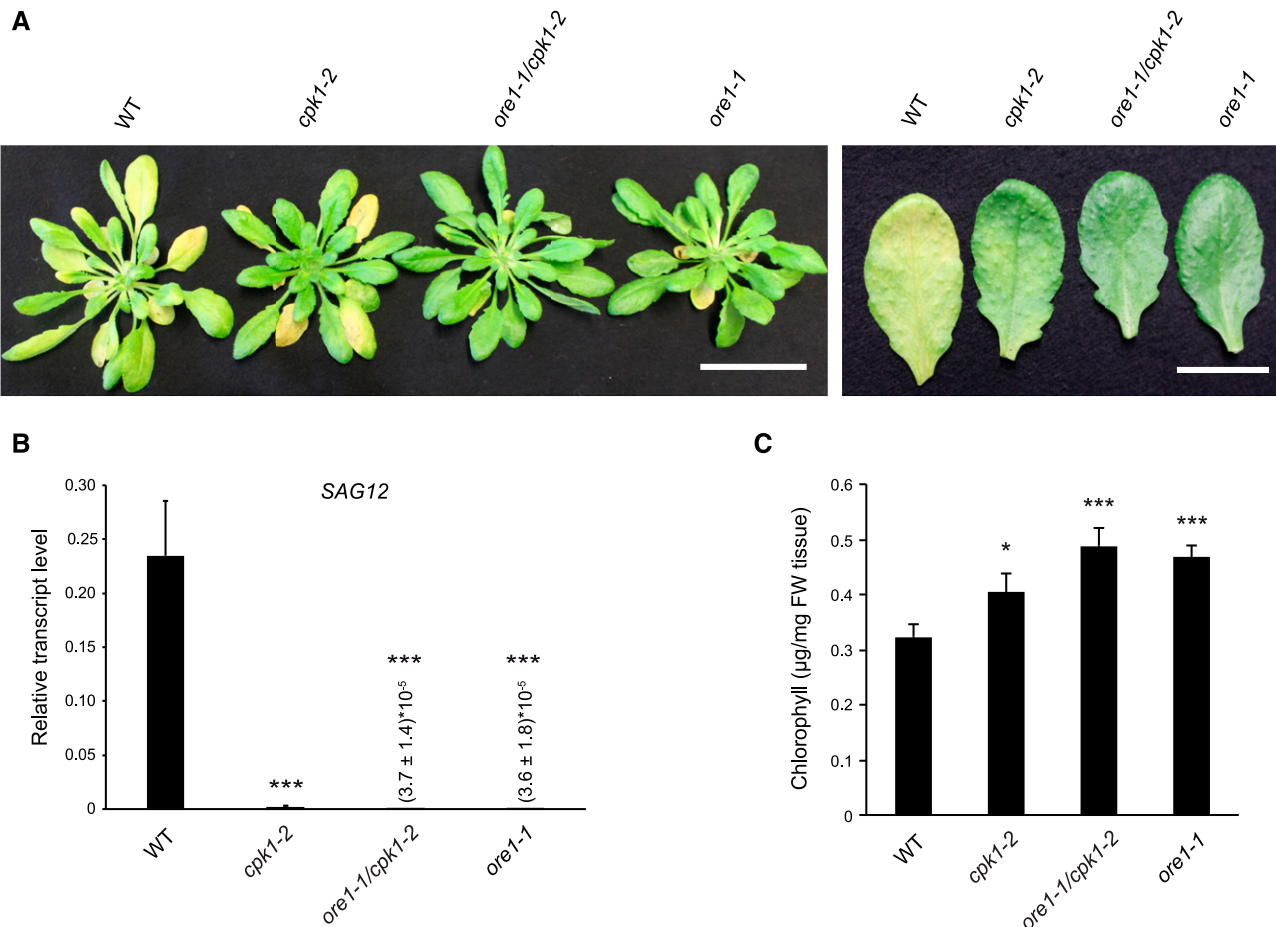 A
WT
cpk1-2
ore1-1/cpk1-2
ore1-1
WT
cpk1-2
ore1-1/cpk1-2
ore1-1
B
SAG12
Relative transcript level
0.30
0.25
0.20
0.15
0.10
0.05
0
***
***
***
(3.7 ± 1.4)*10⁻⁵
(3.6 ± 1.8)*10⁻⁵
WT
cpk1-2
ore1-1/cpk1-2
ore1-1
C
Chlorophyll (µg/mg FW tissue)
0.6
0.5
0.4
0.3
0.2
0.1
0
*
***
***
WT
cpk1-2
ore1-1/cpk1-2
ore1-1